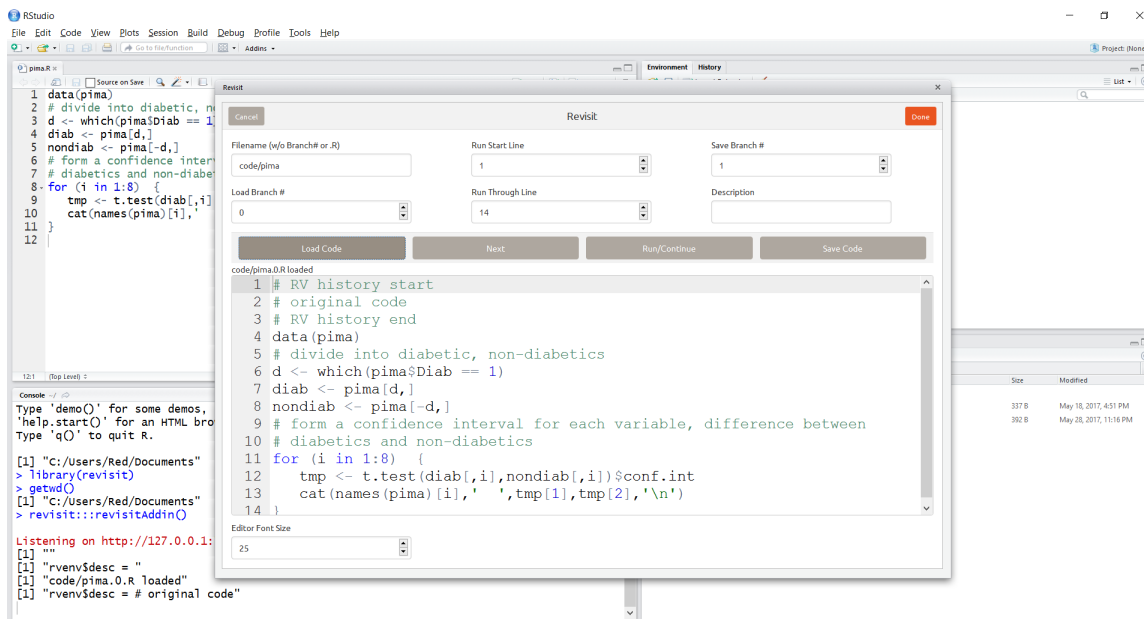 RStudio
File Edit Code View Plots Session Build Debug Profile Tools Help
Go to file/function Addins Project: (None
pima.R
Source on Save
1 data(pima)
2 # divide into diabetic, n
3 d <- which(pima$Diab == 1
4 diab <- pima[d,]
5 nondiab <- pima[-d,]
6 # form a confidence inter
7 # diabetics and non-diabe
8 for (i in 1:8) {
9 tmp <- t.test(diab[,i]
10 cat(names(pima)[i],'
11 }
12
12:1 (Top Level)
Console ~/
Type 'demo()' for some demos,
'help.start()' for an HTML bro
Type 'q()' to quit R.
[1] "C:/Users/Red/Documents"
> library(revisit)
> getwd()
[1] "C:/Users/Red/Documents"
> revisit:::revisitAddin()
Listening on http://127.0.0.1:
[1] ""
[1] "rvenv$desc = "
[1] "code/pima.0.R loaded"
[1] "rvenv$desc = # original code"
Revisit
Cancel Revisit Done
Filename (w/o Branch# or .R) Run Start Line Save Branch #
code/pima 1 1
Load Branch # Run Through Line Description
0 14
Load Code Next Run/Continue Save Code
code/pima.0.R loaded
1 # RV history start
2 # original code
3 # RV history end
4 data(pima)
5 # divide into diabetic, non-diabetics
6 d <- which(pima$Diab == 1)
7 diab <- pima[d,]
8 nondiab <- pima[-d,]
9 # form a confidence interval for each variable, difference between
10 # diabetics and non-diabetics
11 for (i in 1:8) {
12 tmp <- t.test(diab[,i],nondiab[,i])$conf.int
13 cat(names(pima)[i],' ',tmp[1],tmp[2],'\n')
14 }
Editor Font Size
25
Environment History
List
Size Modified
337 B May 18, 2017, 4:51 PM
392 B May 28, 2017, 11:16 PM